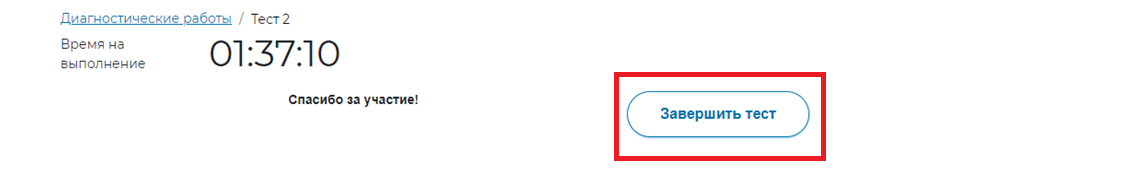 Диагностические работы / Тест 2
Время на выполнение
01:37:10
Спасибо за участие!
Завершить тест